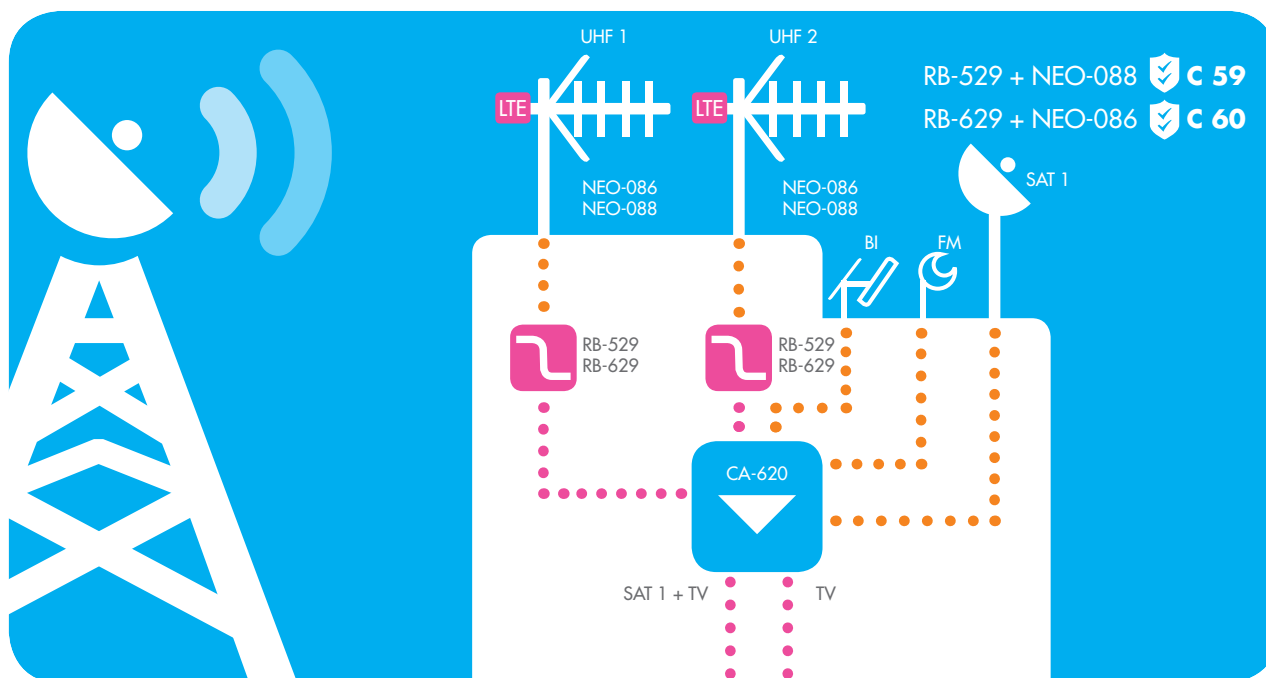 UHF 1
UHF 2
RB-529 + NEO-088 C 59
RB-629 + NEO-086 C 60
LTE
LTE
SAT 1
NEO-086
NEO-088
NEO-086
NEO-088
BI
FM
RB-529
RB-629
RB-529
RB-629
CA-620
SAT 1 + TV
TV